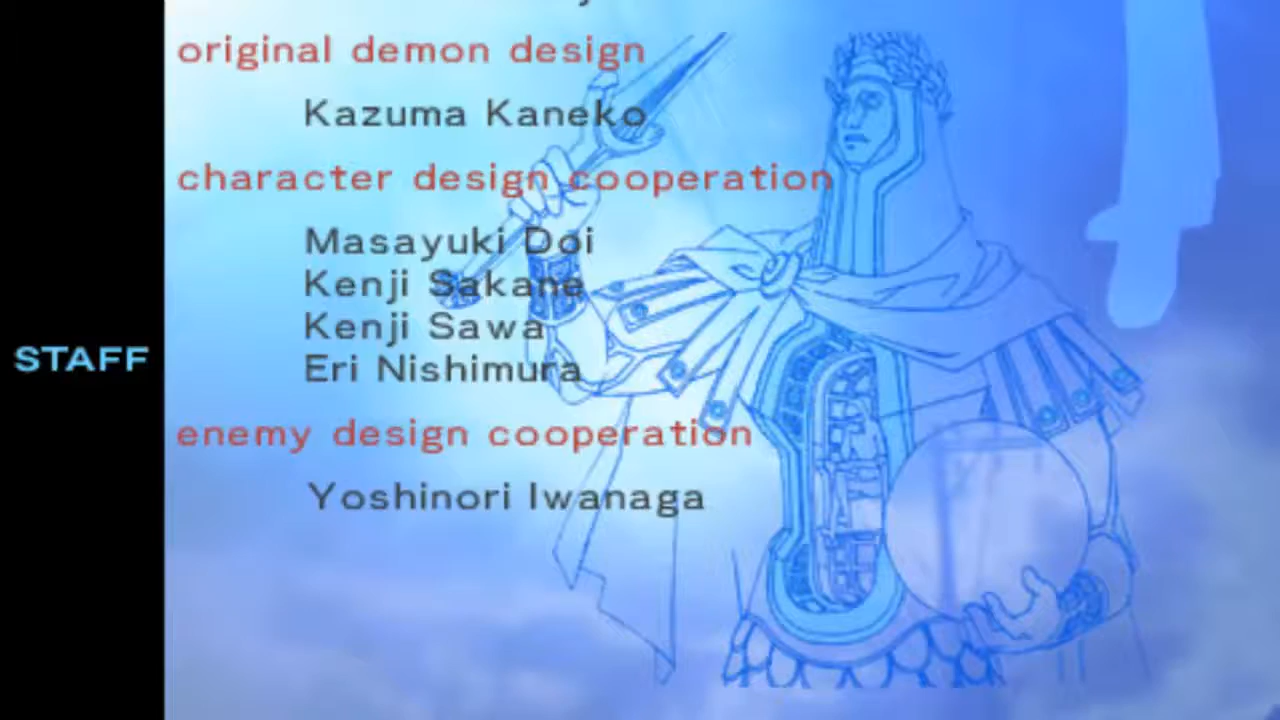 original demon design
Kazuma Kaneko
character design cooperation
Masayuki Doi
Kenji Sakane
Kenji Sawa
STAFF
Eri Nishimura
enemy design cooperation
Yoshinori Iwanaga